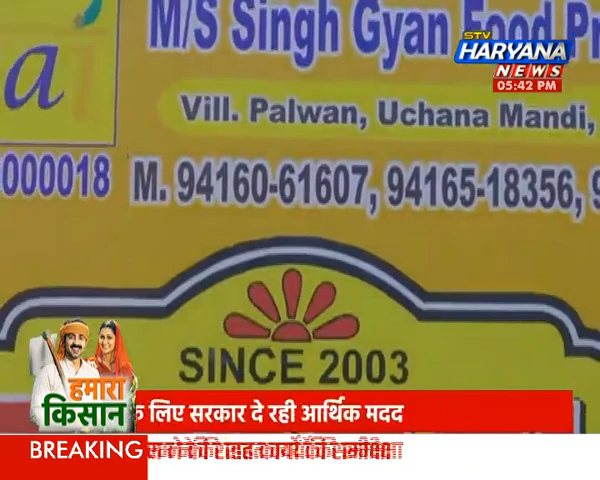 M/S Singh Gyan Food Pr
STV
HARYANA
NEWS
05:42 PM
a
Vill. Palwan, Uchana Mandi,
000018 M. 94160-61607, 94165-18356, 9
SINCE 2003
हमारा
किसान
के लिए सरकार दे रही आर्थिक मदद
BREAKING